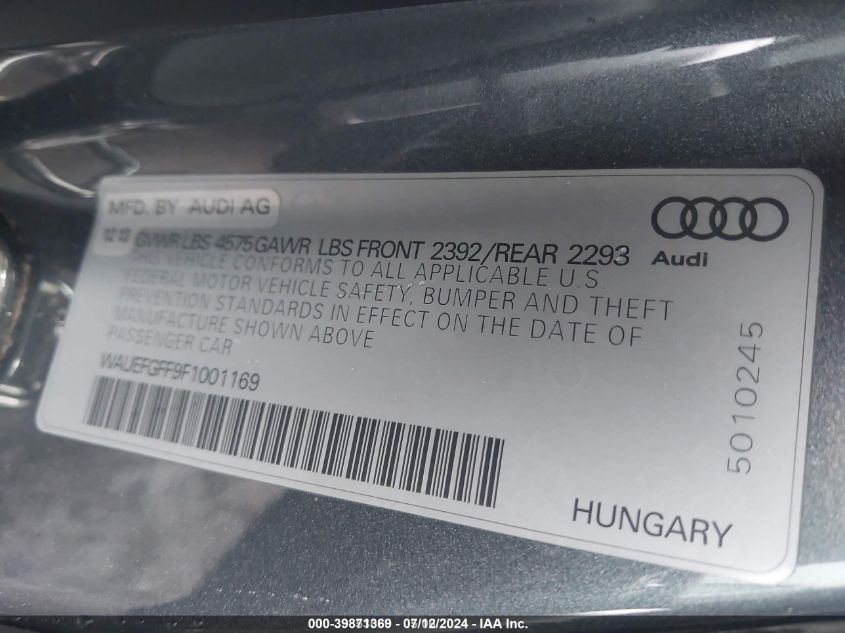 MFD. BY AUDI AG
12 13 GVWR LBS 4575 GAWR LBS FRONT 2392/REAR 2293
THIS VEHICLE CONFORMS TO ALL APPLICABLE U.S.
FEDERAL MOTOR VEHICLE SAFETY, BUMPER AND THEFT
PREVENTION STANDARDS IN EFFECT ON THE DATE OF
MANUFACTURE SHOWN ABOVE
PASSENGER CAR
WAUEFGFF9F1001169
Audi
5010245
HUNGARY
000-39871369 - 07/12/2024 - IAA Inc.